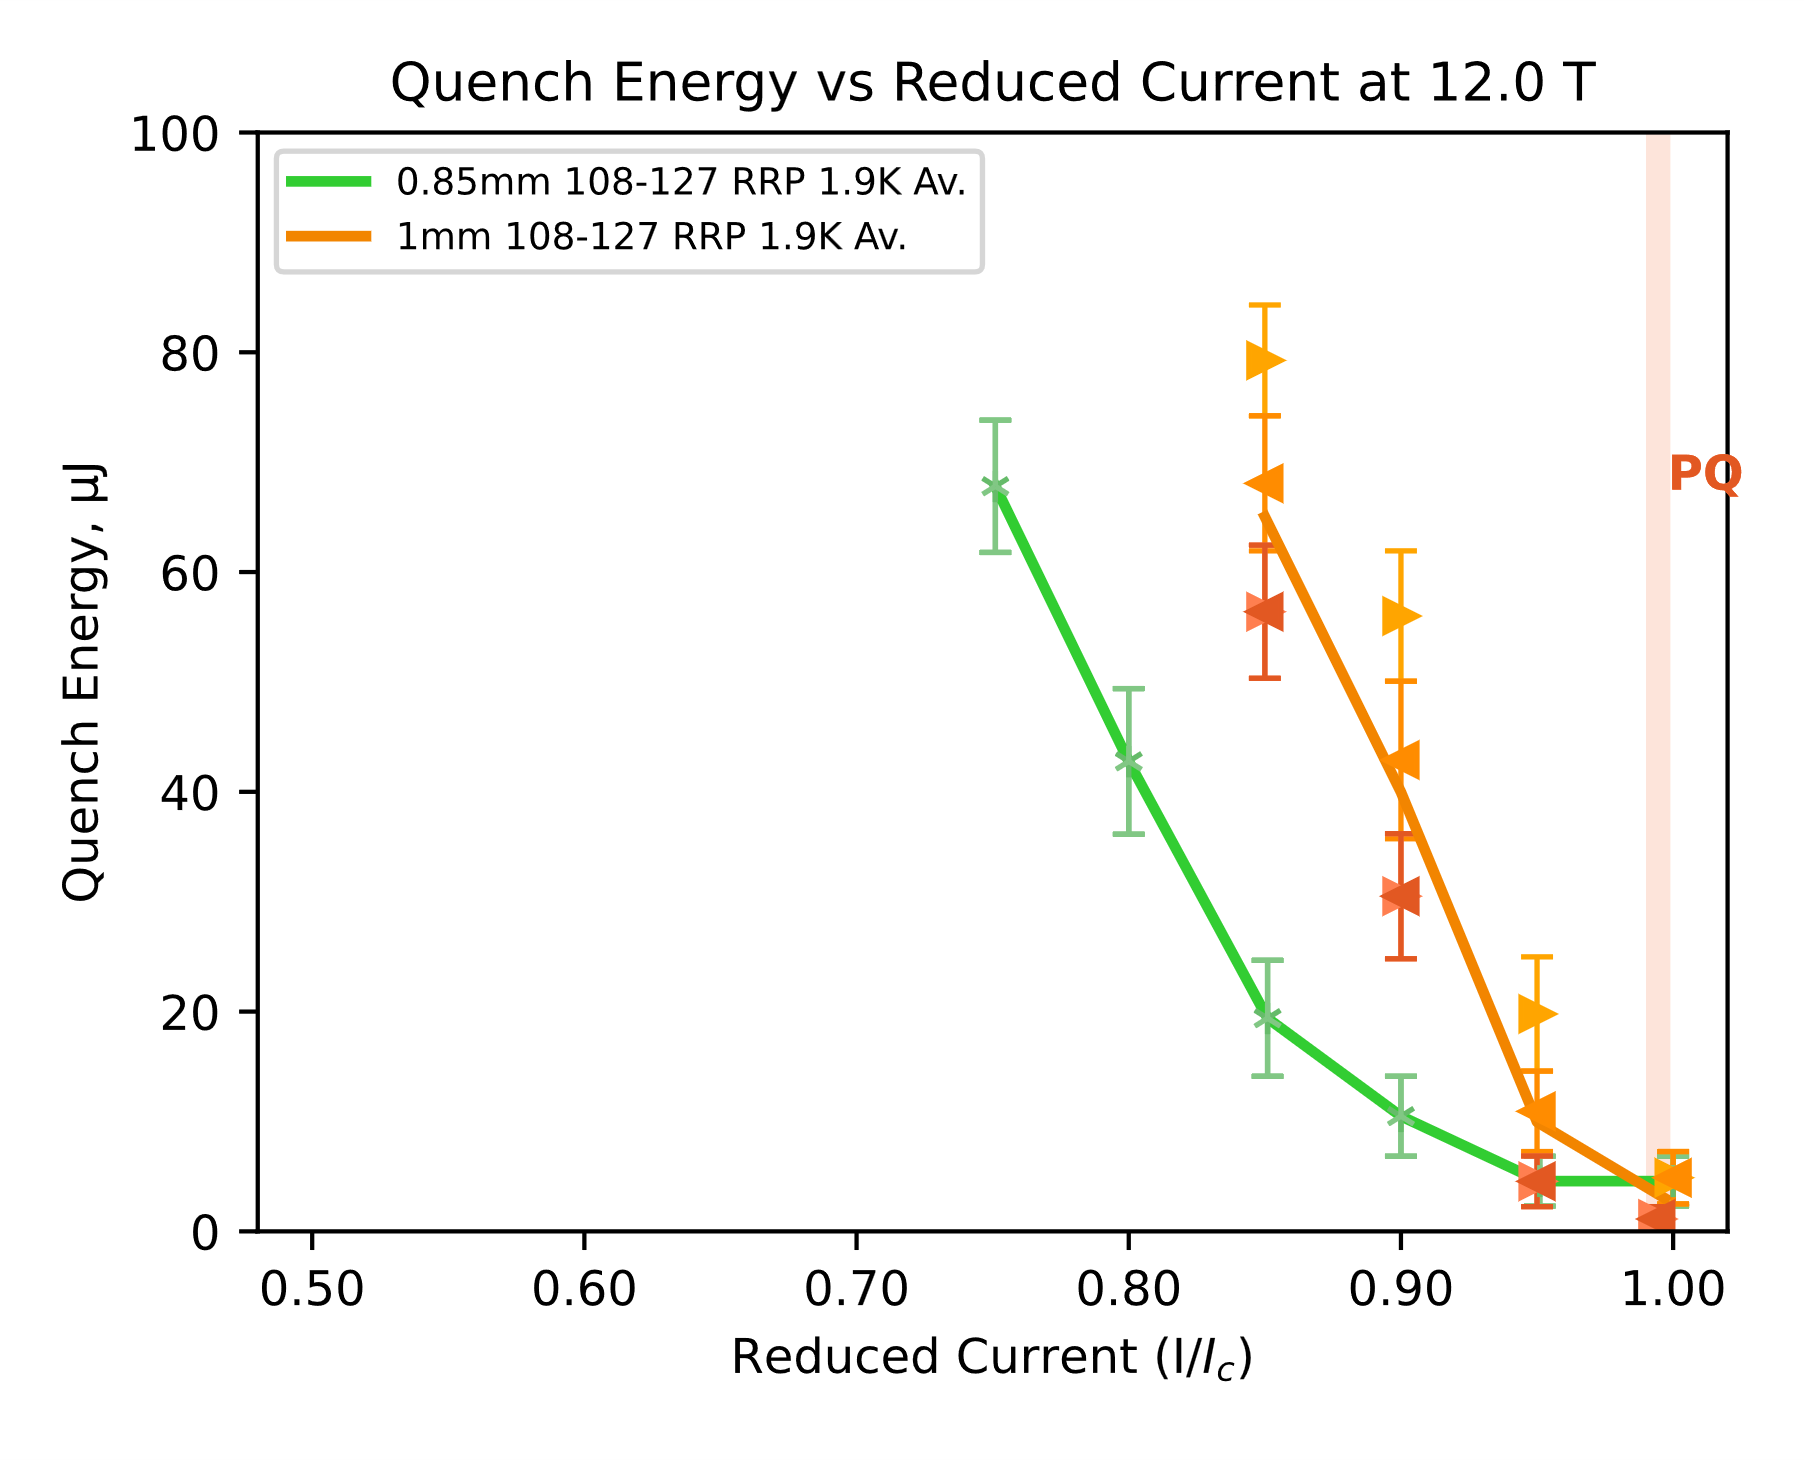 Quench Energy vs Reduced Current at 12.0 T
100
80
60
40
20
0
Quench Energy, μJ
0.85mm 108-127 RRP 1.9K Av.
1mm 108-127 RRP 1.9K Av.
PQ
0.50 0.60 0.70 0.80 0.90 1.00
Reduced Current (I/I_c)